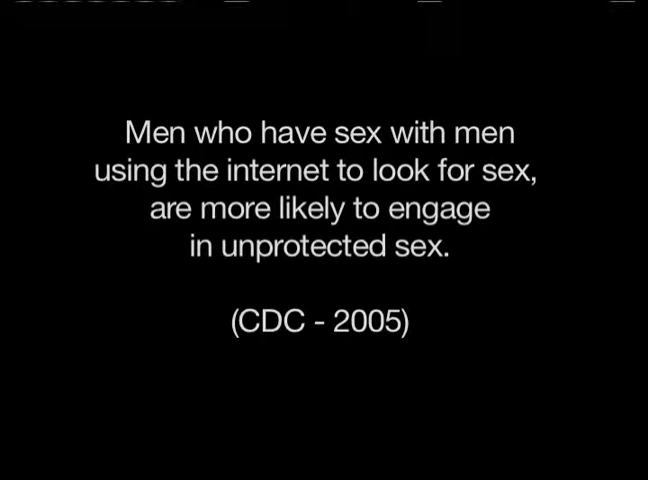 Men who have sex with men
using the internet to look for sex,
are more likely to engage
in unprotected sex.
(CDC - 2005)